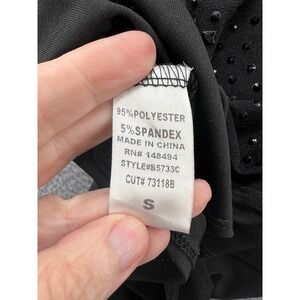 95%POLYESTER
5%SPANDEX
MADE IN CHINA
RN# 148494
STYLE#B5733C
CUT# 73118B
S